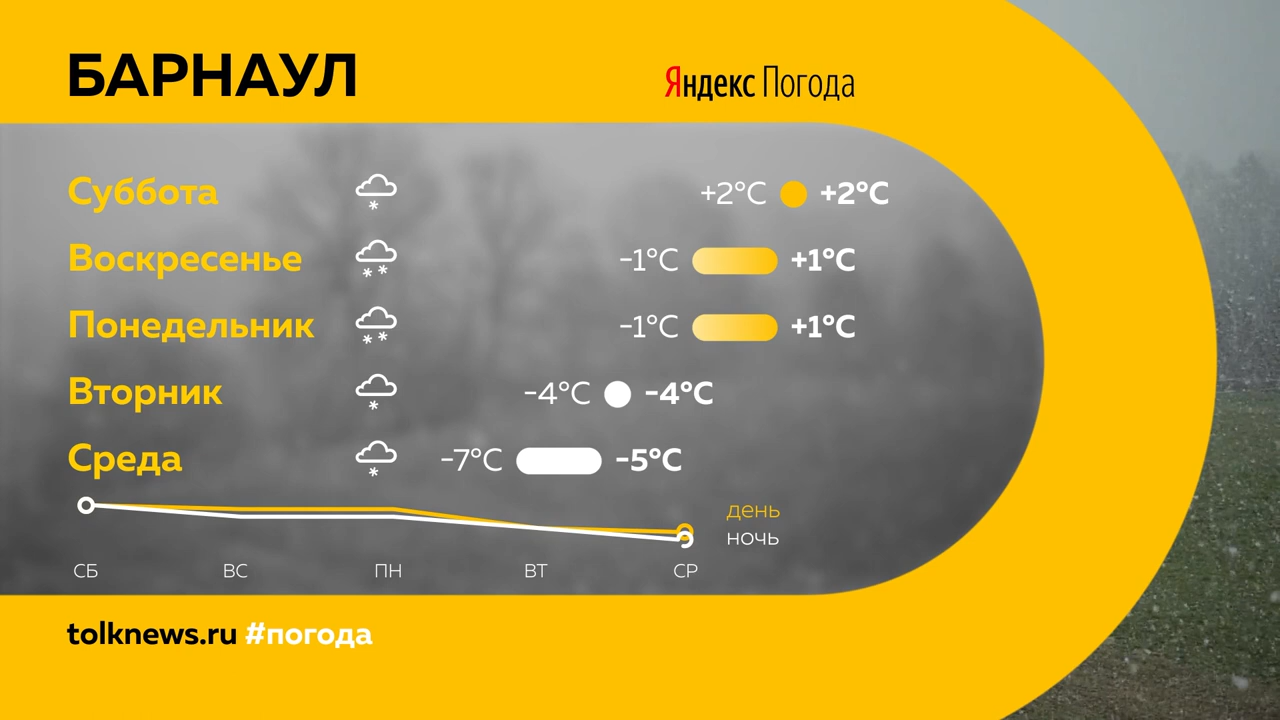 БАРНАУЛ
Яндекс Погода
Суббота +2°C +2°C
Воскресенье -1°C +1°C
Понедельник -1°C +1°C
Вторник -4°C -4°C
Среда -7°C -5°C
день
ночь
СБ ВС ПН ВТ СР
tolknews.ru #погода